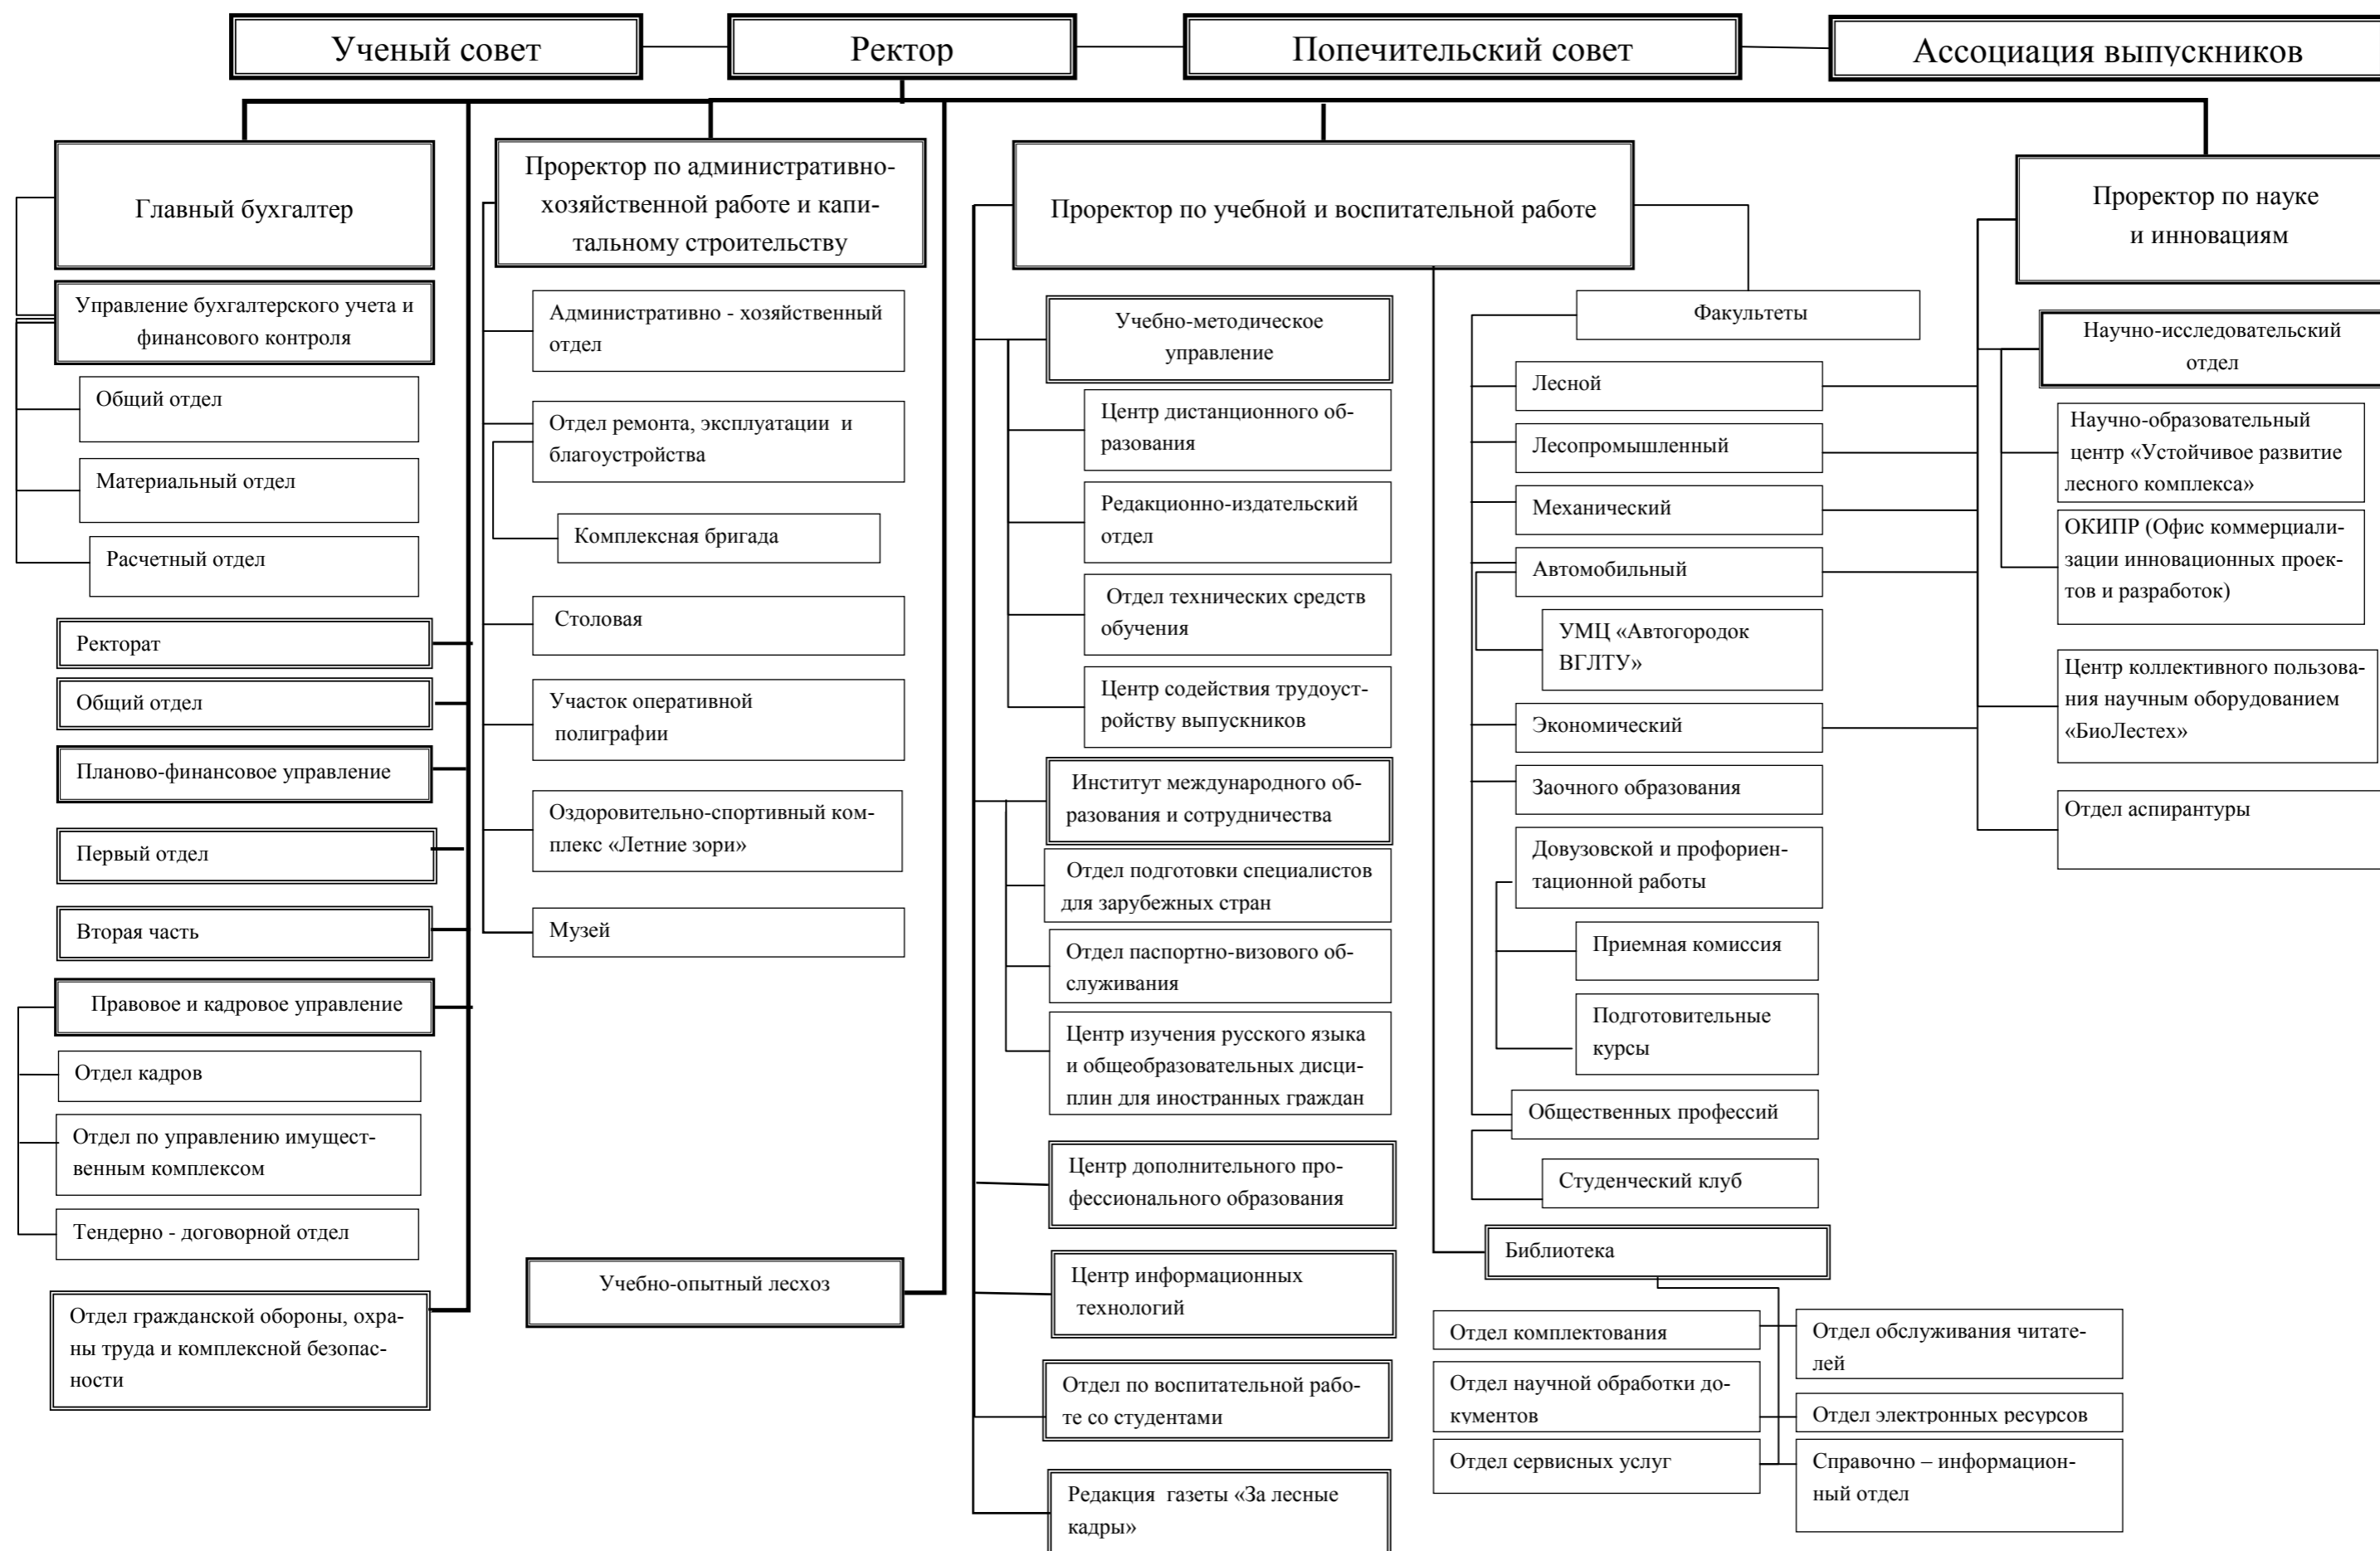 Ученый совет
Ректор
Попечительский совет
Ассоциация выпускников
Главный бухгалтер
Управление бухгалтерского учета и
финансового контроля
Общий отдел
Материальный отдел
Расчетный отдел
Ректорат
Общий отдел
Планово-финансовое управление
Первый отдел
Вторая часть
Правовое и кадровое управление
Отдел кадров
Отдел по управлению имущест-
венным комплексом
Тендерно - договорной отдел
Отдел гражданской обороны, охра-
ны труда и комплексной безопас-
ности
Проректор по административно-
хозяйственной работе и капи-
тальному строительству
Административно - хозяйственный
отдел
Отдел ремонта, эксплуатации и
благоустройства
Комплексная бригада
Столовая
Участок оперативной
полиграфии
Оздоровительно-спортивный ком-
плекс «Летние зори»
Музей
Учебно-опытный лесхоз
Проректор по учебной и воспитательной работе
Учебно-методическое
управление
Центр дистанционного об-
разования
Редакционно-издательский
отдел
Отдел технических средств
обучения
Центр содействия трудоуст-
ройству выпускников
Институт международного об-
разования и сотрудничества
Отдел подготовки специалистов
для зарубежных стран
Отдел паспортно-визового об-
служивания
Центр изучения русского языка
и общеобразовательных дисци-
плин для иностранных граждан
Центр дополнительного про-
фессионального образования
Центр информационных
технологий
Отдел по воспитательной рабо-
те со студентами
Редакция газеты «За лесные
кадры»
Факультеты
Лесной
Лесопромышленный
Механический
Автомобильный
УМЦ «Автогородок
ВГЛТУ»
Экономический
Заочного образования
Довузовской и профориен-
тационной работы
Приемная комиссия
Подготовительные
курсы
Общественных профессий
Студенческий клуб
Библиотека
Отдел комплектования
Отдел научной обработки до-
кументов
Отдел сервисных услуг
Отдел обслуживания читате-
лей
Отдел электронных ресурсов
Справочно – информацион-
ный отдел
Проректор по науке
и инновациям
Научно-исследовательский
отдел
Научно-образовательный
центр «Устойчивое развитие
лесного комплекса»
ОКИПР (Офис коммерциали-
зации инновационных проек-
тов и разработок)
Центр коллективного пользова-
ния научным оборудованием
«БиоЛестех»
Отдел аспирантуры